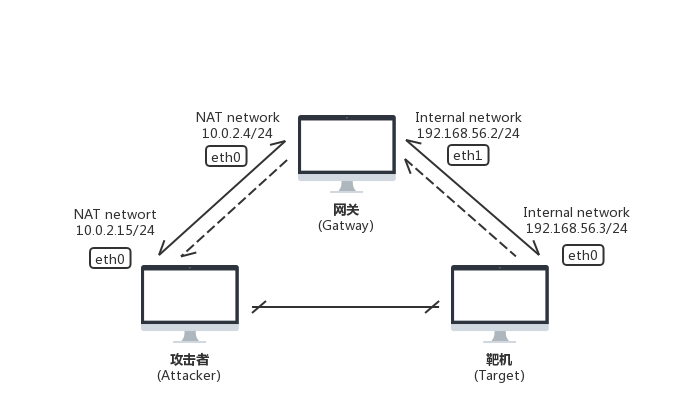 NAT network
10.0.2.4/24
eth0
Internal network
192.168.56.2/24
eth1
网关
(Gatway)
NAT networt
10.0.2.15/24
eth0
Internal network
192.168.56.3/24
eth0
攻击者
(Attacker)
靶机
(Target)